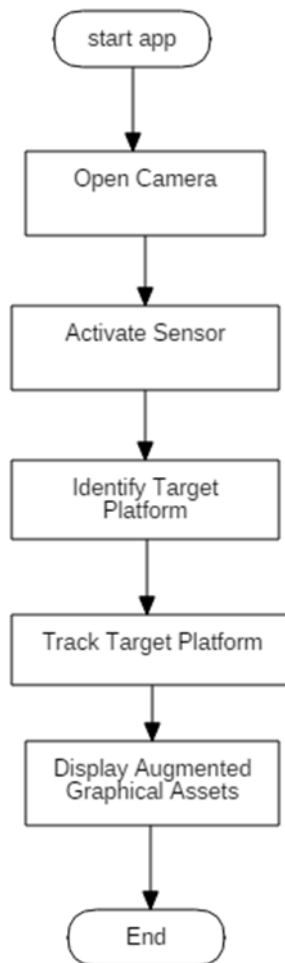 start app
Open Camera
Activate Sensor
Identify Target
Platform
Track Target Platform
Display Augmented
Graphical Assets
End